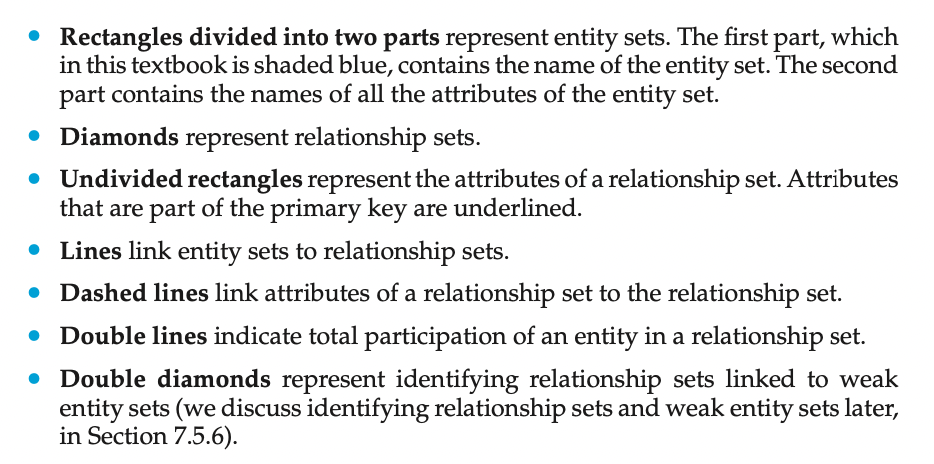 • Rectangles divided into two parts represent entity sets. The first part, which
in this textbook is shaded blue, contains the name of the entity set. The second
part contains the names of all the attributes of the entity set.
• Diamonds represent relationship sets.
• Undivided rectangles represent the attributes of a relationship set. Attributes
that are part of the primary key are underlined.
• Lines link entity sets to relationship sets.
• Dashed lines link attributes of a relationship set to the relationship set.
• Double lines indicate total participation of an entity in a relationship set.
• Double diamonds represent identifying relationship sets linked to weak
entity sets (we discuss identifying relationship sets and weak entity sets later,
in Section 7.5.6).